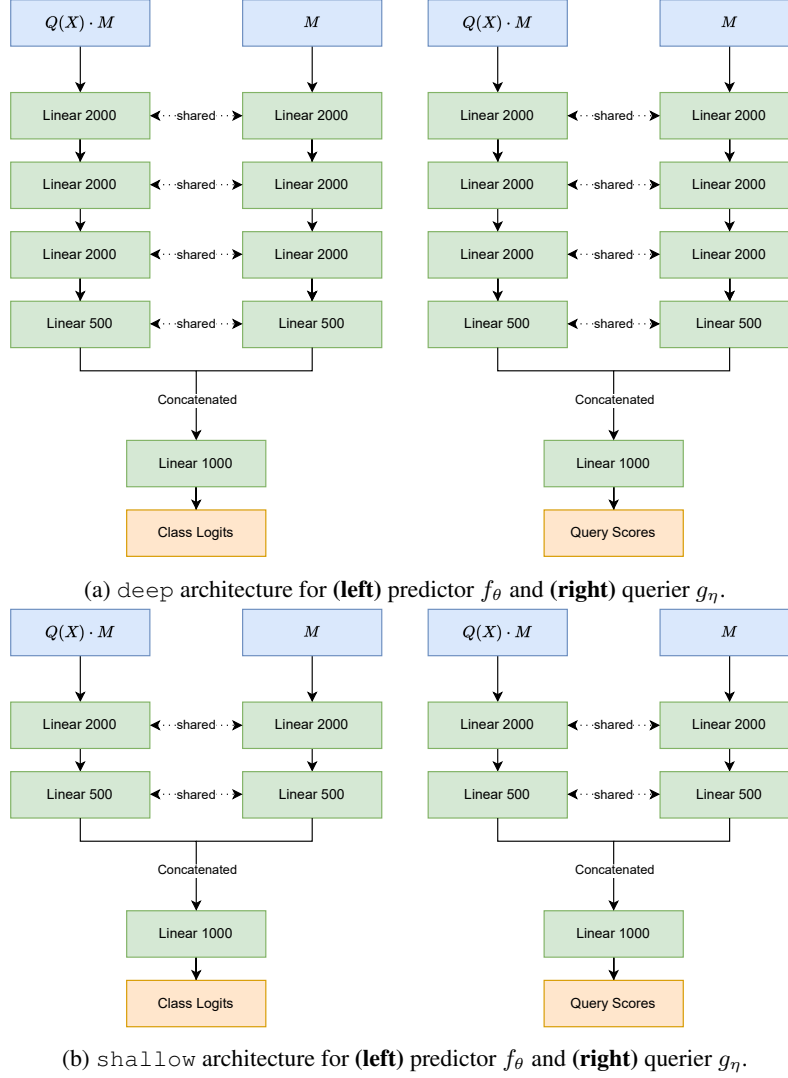 Q(X) · M M Q(X) · M M
Linear 2000 shared Linear 2000 Linear 2000 shared Linear 2000
Linear 2000 shared Linear 2000 Linear 2000 shared Linear 2000
Linear 2000 shared Linear 2000 Linear 2000 shared Linear 2000
Linear 500 shared Linear 500 Linear 500 shared Linear 500
Concatenated Concatenated
Linear 1000 Linear 1000
Class Logits Query Scores
(a) deep architecture for (left) predictor f_θ and (right) querier g_η.
Q(X) · M M Q(X) · M M
Linear 2000 shared Linear 2000 Linear 2000 shared Linear 2000
Linear 500 shared Linear 500 Linear 500 shared Linear 500
Concatenated Concatenated
Linear 1000 Linear 1000
Class Logits Query Scores
(b) shallow architecture for (left) predictor f_θ and (right) querier g_η.